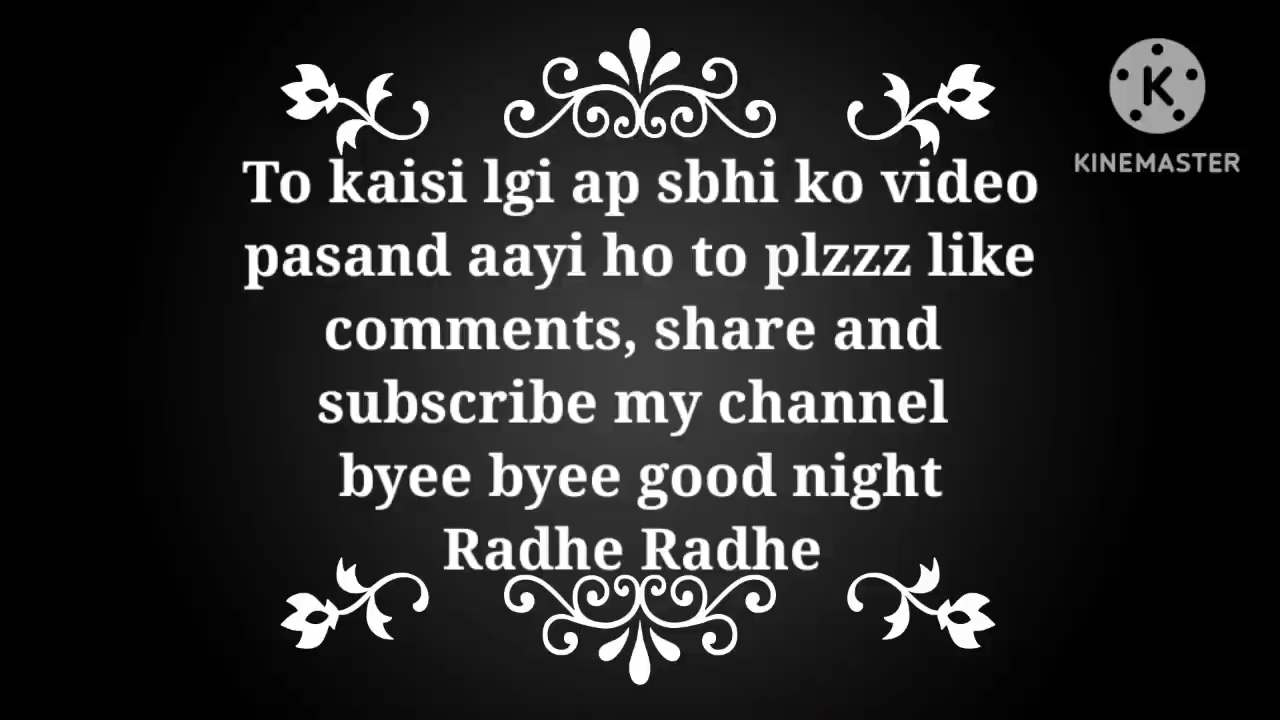 KINEMASTER
To kaisi lgi ap sbhi ko video
pasand aayi ho to plzzz like
comments, share and
subscribe my channel
byee byee good night
Radhe Radhe